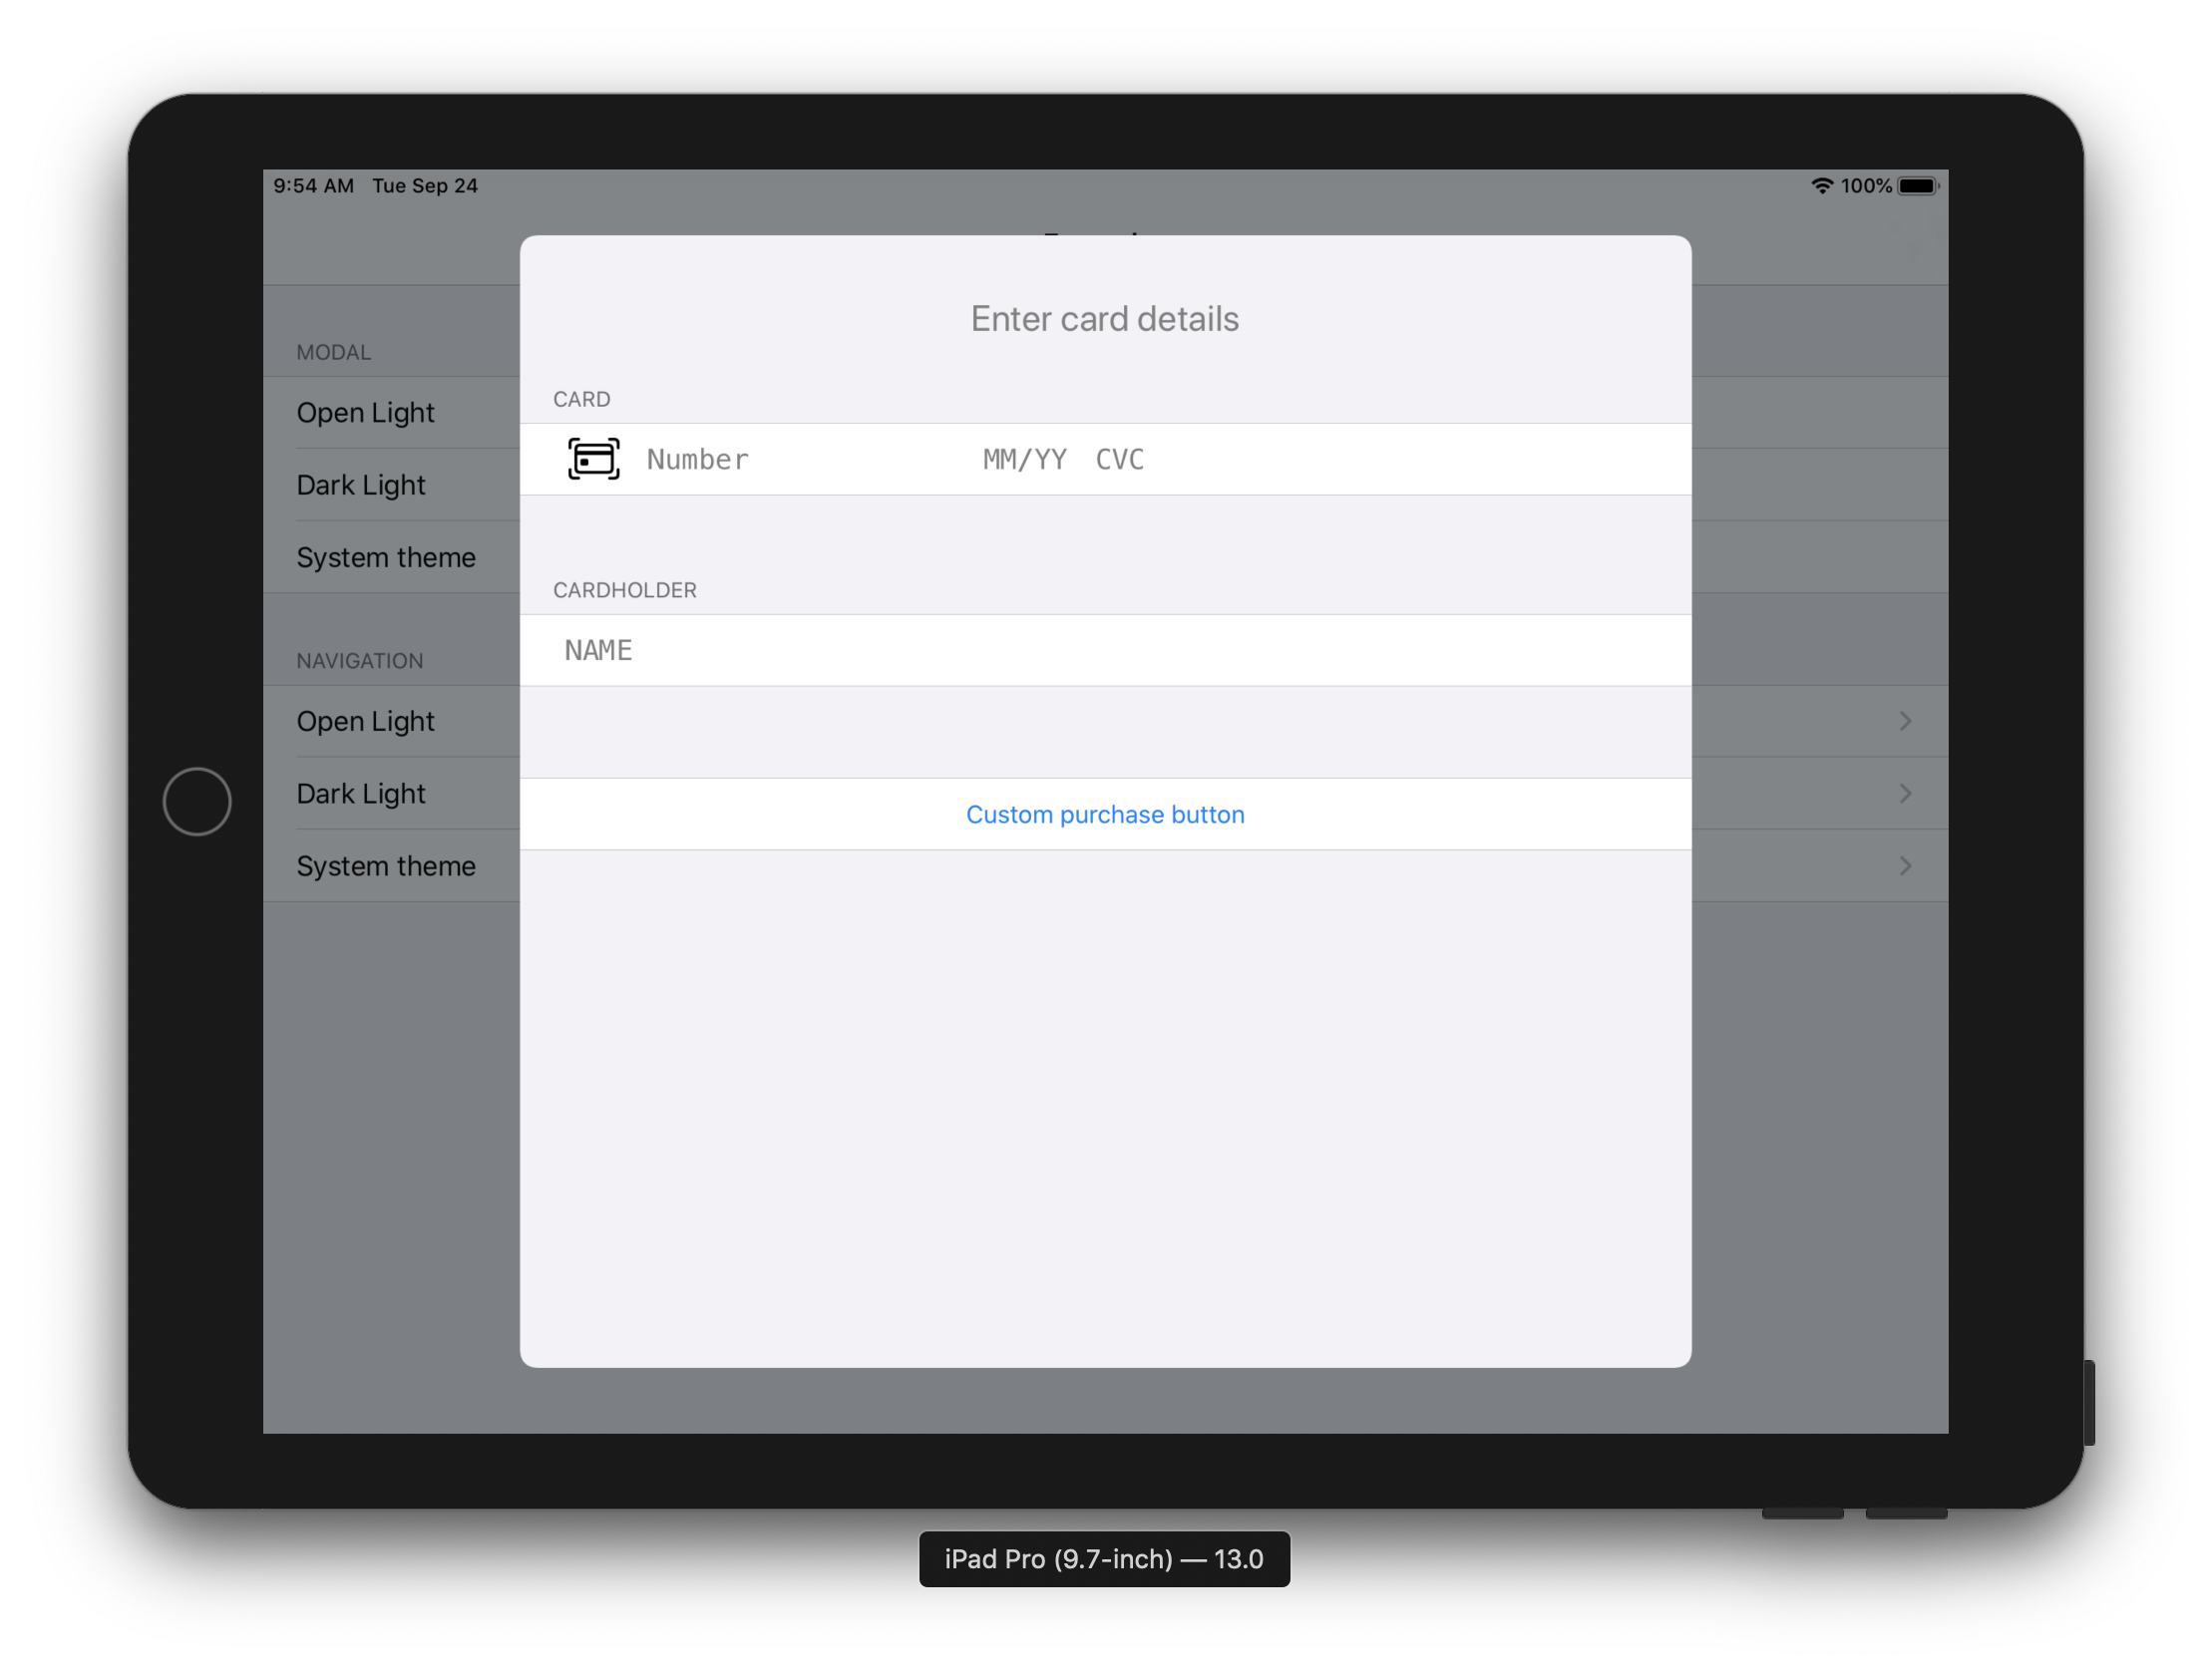 9:54 AM Tue Sep 24
100%
MODAL
Open Light
Dark Light
System theme
NAVIGATION
Open Light
Dark Light
System theme
Enter card details
CARD
Number MM/YY CVC
CARDHOLDER
NAME
Custom purchase button
iPad Pro (9.7-inch) — 13.0